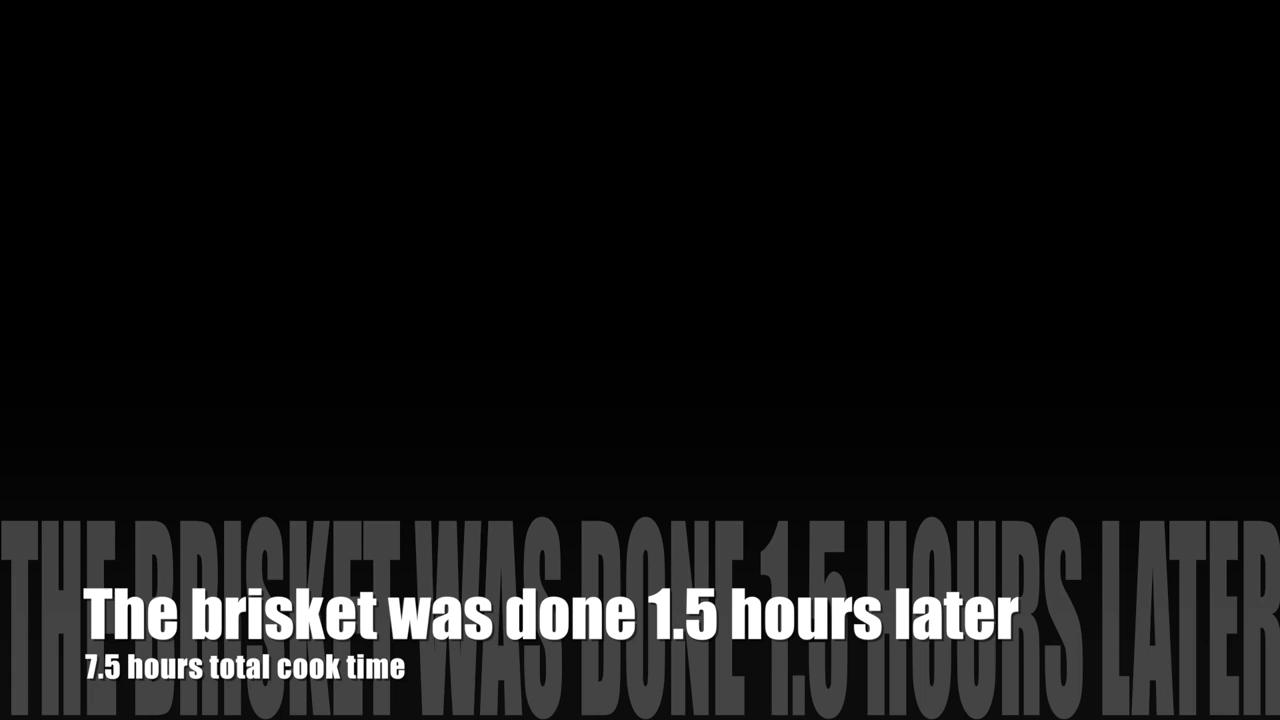 THE BRISKET WAS DONE 1.5 HOURS LATER
The brisket was done 1.5 hours later
7.5 hours total cook time